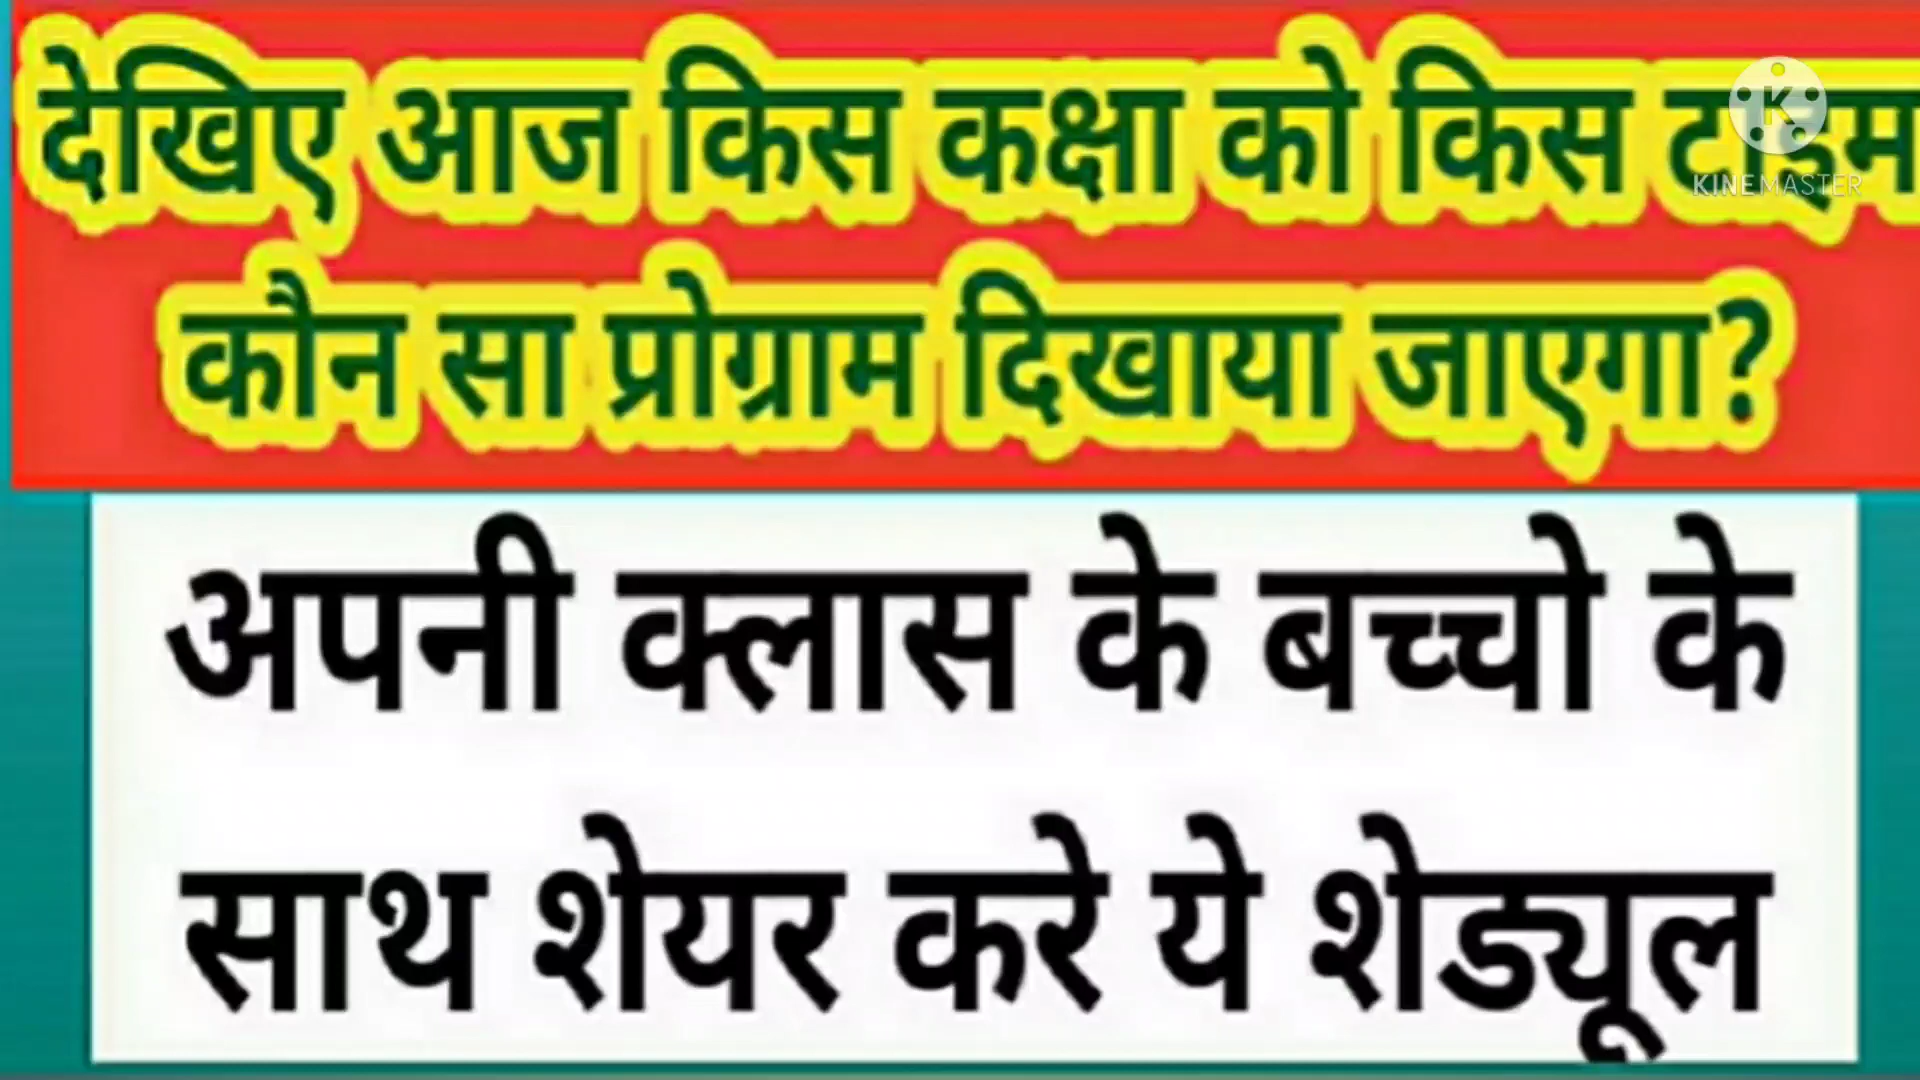 देखिए आज किस कक्षा को किस टाइम
कौन सा प्रोग्राम दिखाया जाएगा?
अपनी क्लास के बच्चो के
साथ शेयर करे ये शेड्यूल
K
KINEMASTER